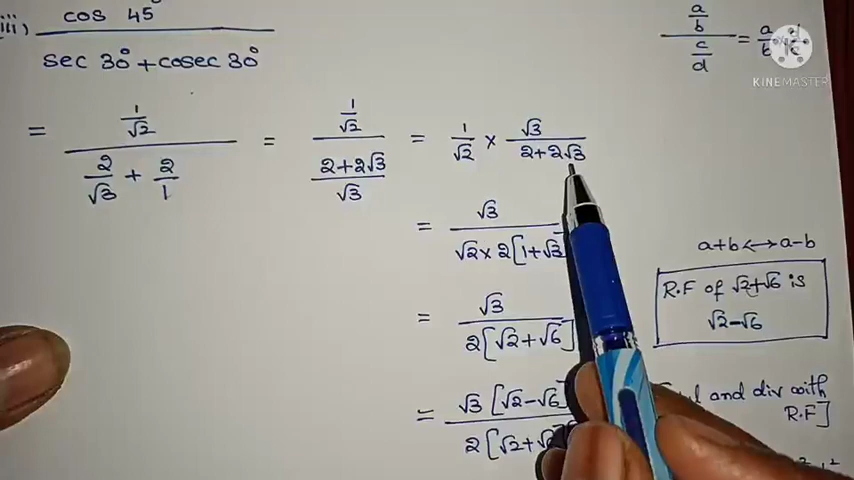 iii) cos 45° / sec 30° + cosec 30°
a/b / c/d = a/b
KINEMASTER
= 1/√2 / 2/√3 + 2/1 = 1/√2 / 2+2√3/√3 = 1/√2 × √3/2+2√3
= √3 / √2×2[1+√3]
a+b ⟷ a-b
R.F of √2+√6 is
√2-√6
= √3 / 2[√2+√6]
= √3[√2-√6] / 2[√2+√6]
and div with
R.F]